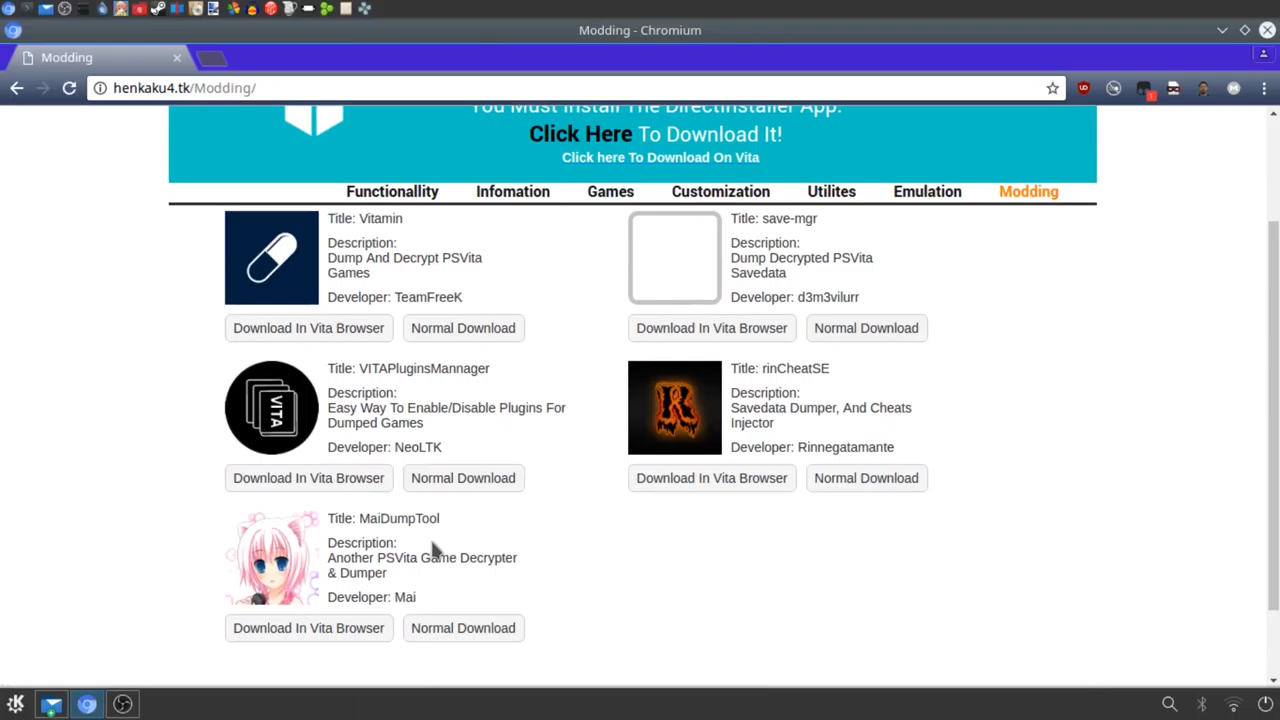 Modding - Chromium
Modding
henkaku4.tk/Modding/
You Must Install The DirectInstaller App.
Click Here To Download It!
Click here To Download On Vita
Functionallity Infomation Games Customization Utilites Emulation Modding
Title: Vitamin
Description:
Dump And Decrypt PSVita
Games
Developer: TeamFreeK
Download In Vita Browser Normal Download
Title: save-mgr
Description:
Dump Decrypted PSVita
Savedata
Developer: d3m3vilurr
Download In Vita Browser Normal Download
VITA
Title: VITAPluginsMannager
Description:
Easy Way To Enable/Disable Plugins For
Dumped Games
Developer: NeoLTK
Download In Vita Browser Normal Download
R
Title: rinCheatSE
Description:
Savedata Dumper, And Cheats
Injector
Developer: Rinnegatamante
Download In Vita Browser Normal Download
Title: MaiDumpTool
Description:
Another PSVita Game Decrypter
& Dumper
Developer: Mai
Download In Vita Browser Normal Download